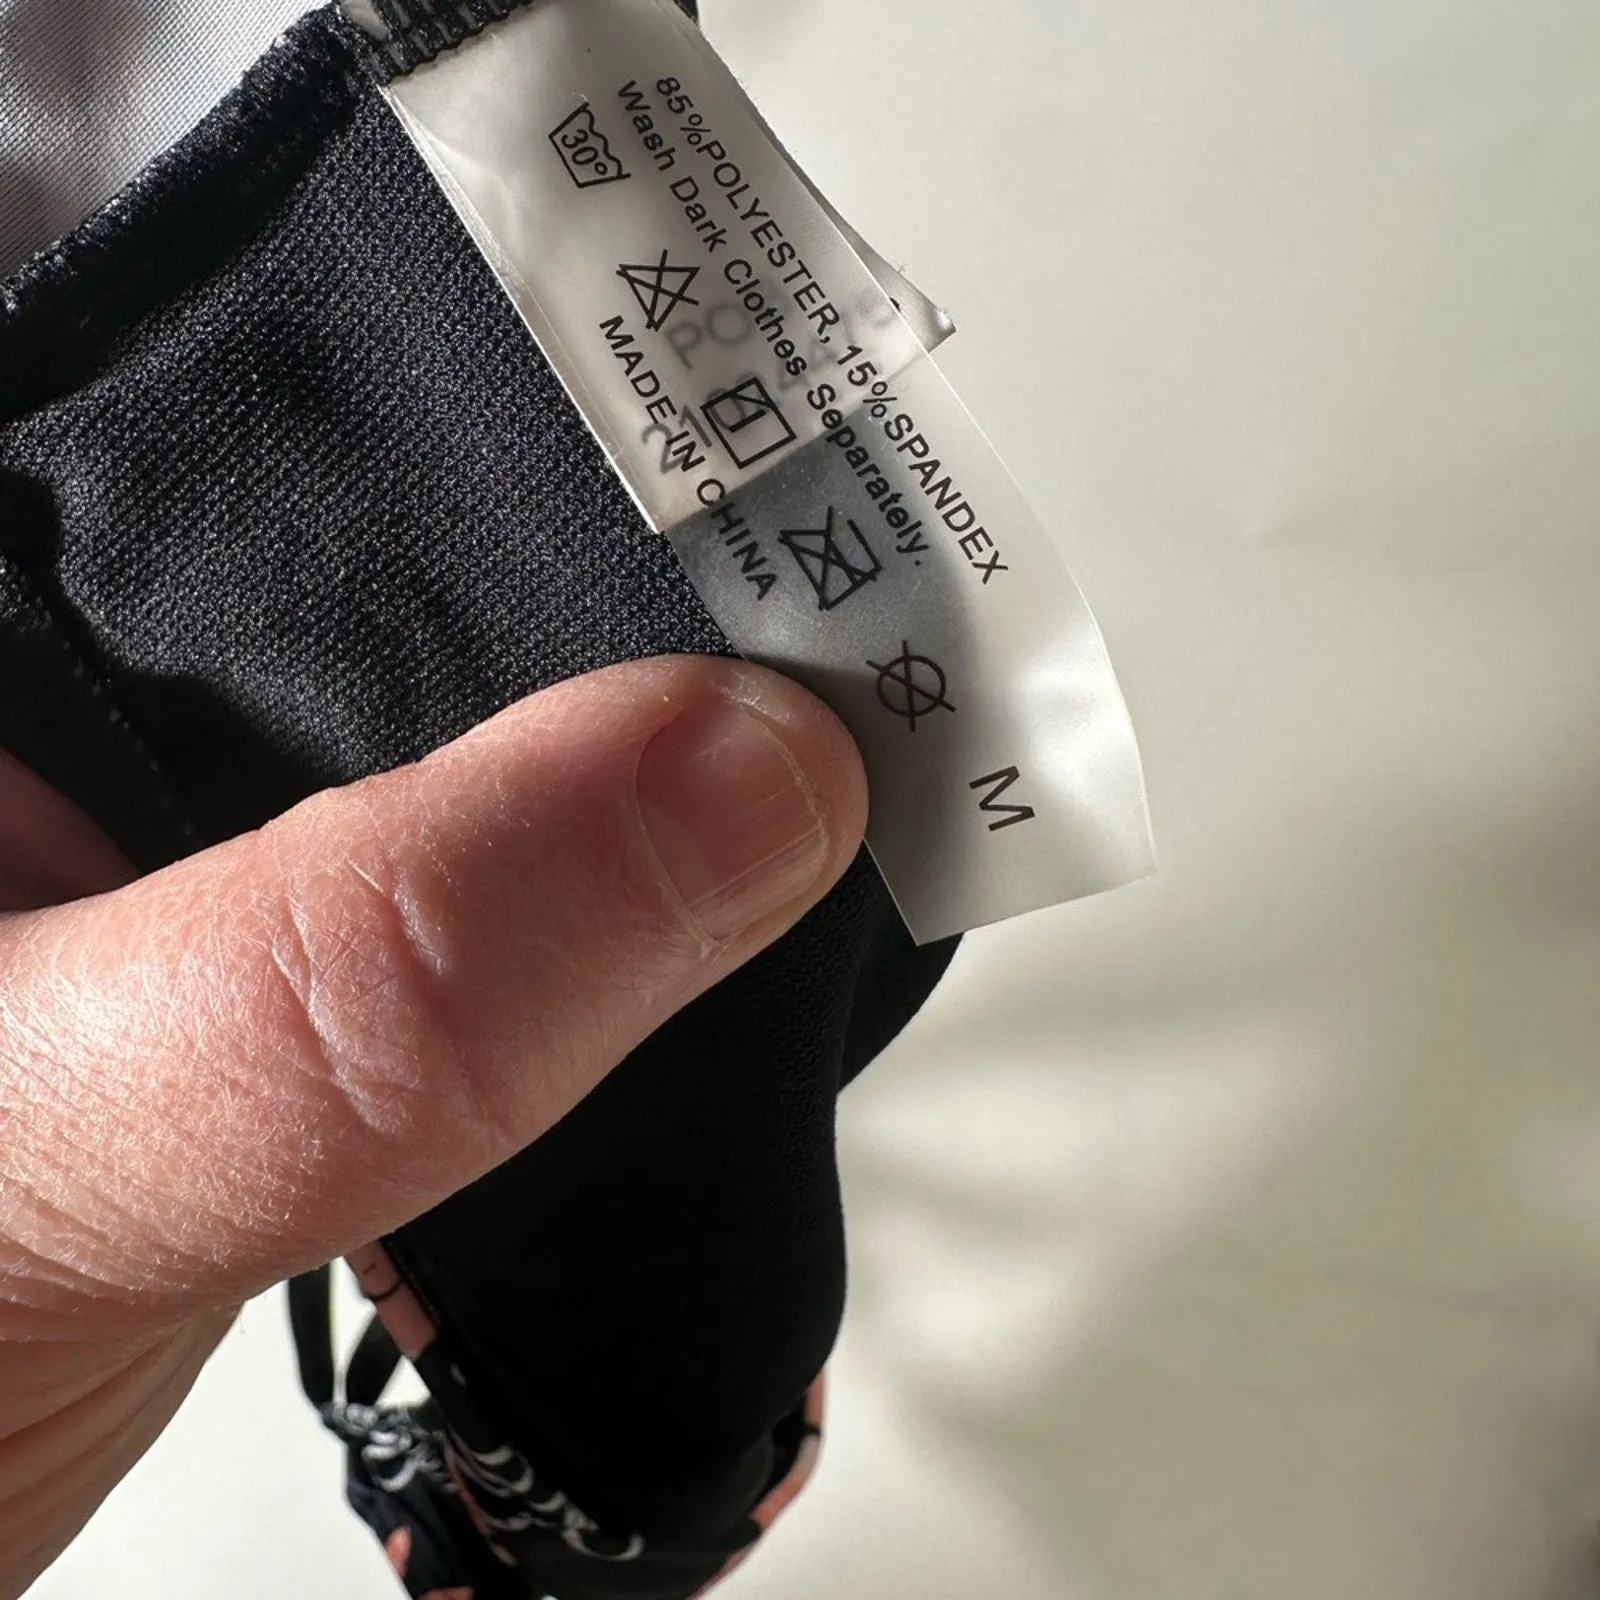 85%POLYESTER, 15%SPANDEX
Wash Dark Clothes Separately.
30°
MADE IN CHINA
M